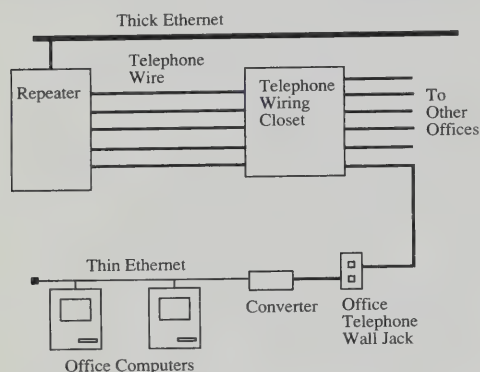 Thick Ethernet
Telephone
Wire
Repeater
Telephone
Wiring
Closet
To
Other
Offices
Thin Ethernet
Converter
Office
Telephone
Wall Jack
Office Computers